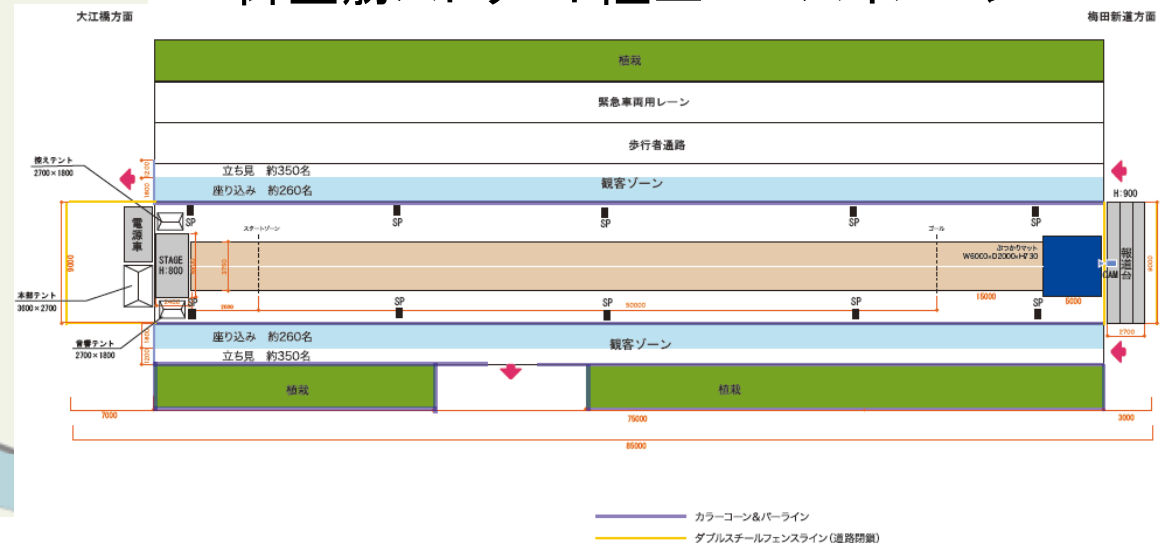 大江橋方面
梅田新道方面
植栽
緊急車両用レーン
歩行者通路
控えテント
2700×1800
1200
立ち見 約350名
観客ゾーン
1800
座り込み 約260名
H:900
SP
SP
SP
SP
SP
電源車
スタートゾーン
ゴール
ぶつかりマット
STAGE
H:800
9000
CAM
報道台
本部テント
3600×2700
SP
SP
SP
SP
SP
50000
15000
5000
2700
音響テント
2700×1800
1800
座り込み 約260名
観客ゾーン
1200
立ち見 約350名
植栽
植栽
7000
75000
3000
85000
カラーコーン&バーライン
ダブルスチールフェンスライン(道路閉鎖)